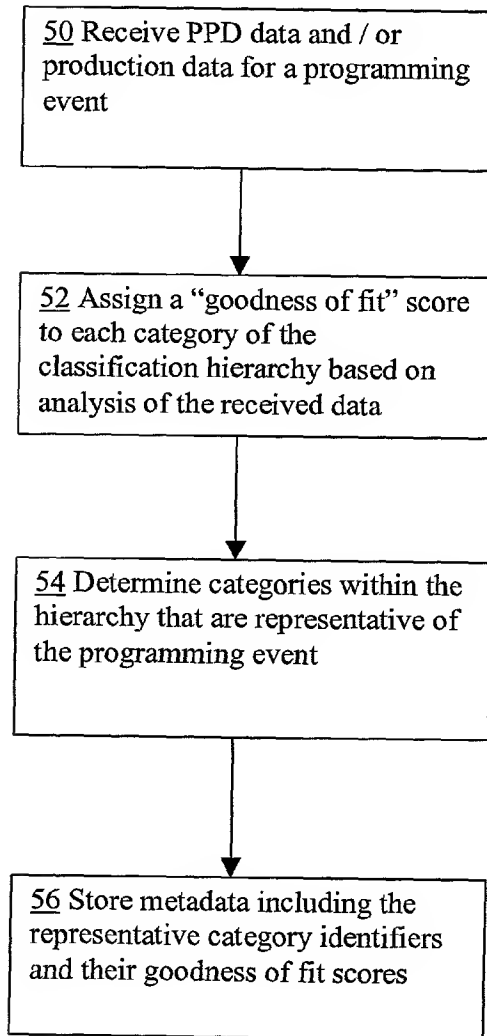 50 Receive PPD data and / or
production data for a programming
event
52 Assign a “goodness of fit” score
to each category of the
classification hierarchy based on
analysis of the received data
54 Determine categories within the
hierarchy that are representative of
the programming event
56 Store metadata including the
representative category identifiers
and their goodness of fit scores